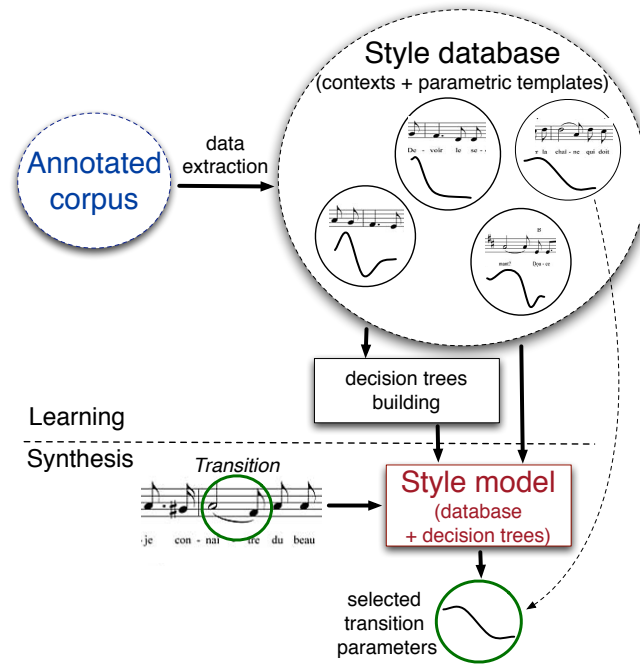 Style database
(contexts + parametric templates)
De - voir le se -
la chaî - ne qui doit
Annotated
corpus
data
extraction
B
nant? Dou - ce
decision trees
building
Learning
Synthesis
Transition
je con - nai - tre du beau
Style model
(database
+ decision trees)
selected
transition
parameters